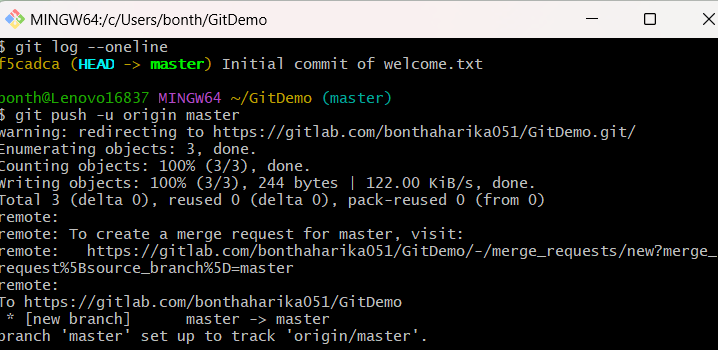 MINGW64:/c/Users/bonth/GitDemo
$ git log --oneline
f5cadca (HEAD -> master) Initial commit of welcome.txt
bonth@Lenovo16837 MINGW64 ~/GitDemo (master)
$ git push -u origin master
warning: redirecting to https://gitlab.com/bonthaharika051/GitDemo.git/
Enumerating objects: 3, done.
Counting objects: 100% (3/3), done.
Writing objects: 100% (3/3), 244 bytes | 122.00 KiB/s, done.
Total 3 (delta 0), reused 0 (delta 0), pack-reused 0 (from 0)
remote:
remote: To create a merge request for master, visit:
remote:   https://gitlab.com/bonthaharika051/GitDemo/-/merge_requests/new?merge_
request%5Bsource_branch%5D=master
remote:
To https://gitlab.com/bonthaharika051/GitDemo
 * [new branch]      master -> master
branch 'master' set up to track 'origin/master'.